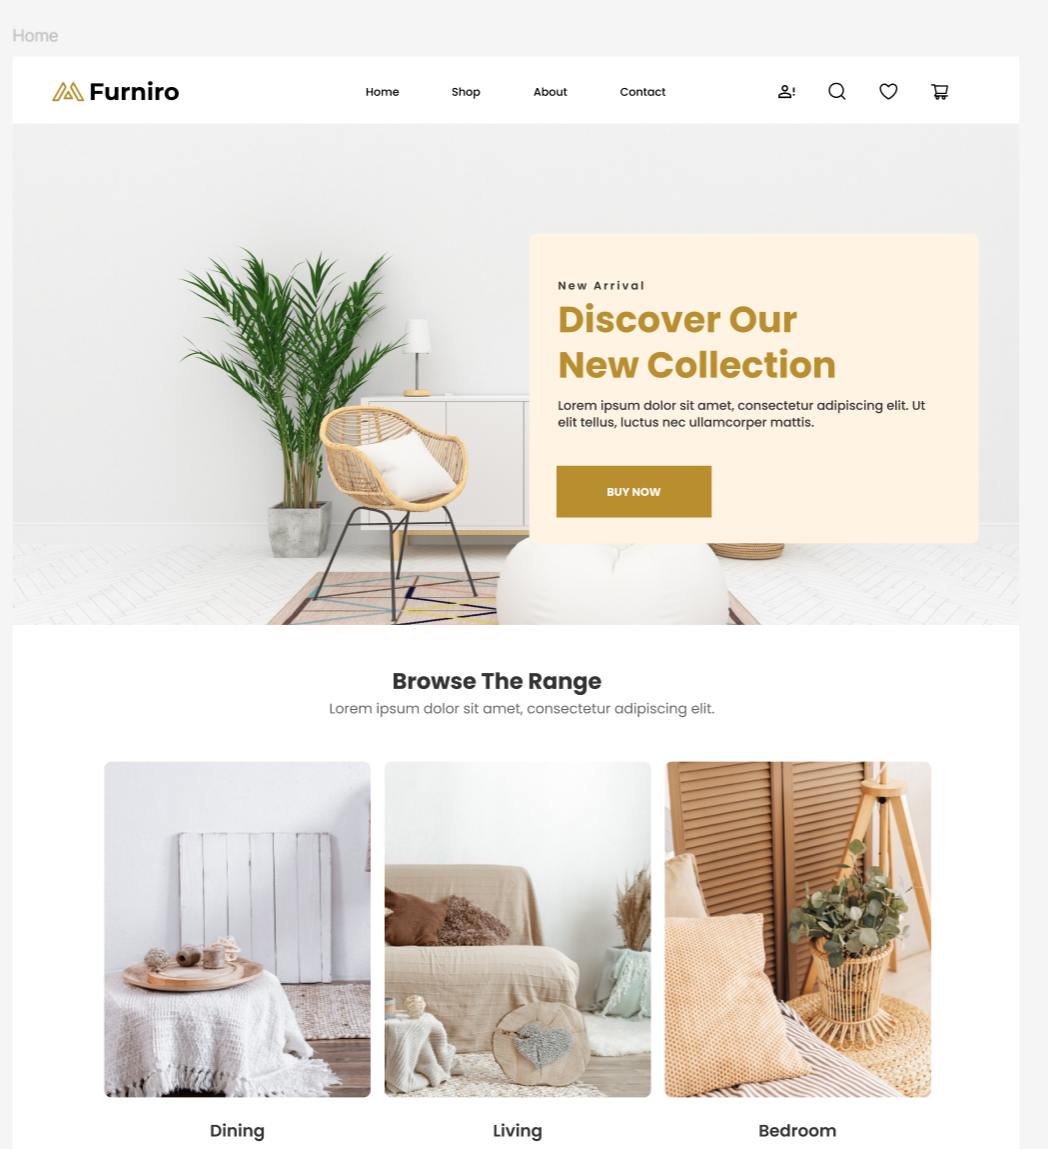 Home
Furniro
Home Shop About Contact
New Arrival
Discover Our
New Collection
Lorem ipsum dolor sit amet, consectetur adipiscing elit. Ut
elit tellus, luctus nec ullamcorper mattis.
BUY NOW
Browse The Range
Lorem ipsum dolor sit amet, consectetur adipiscing elit.
Dining
Living
Bedroom